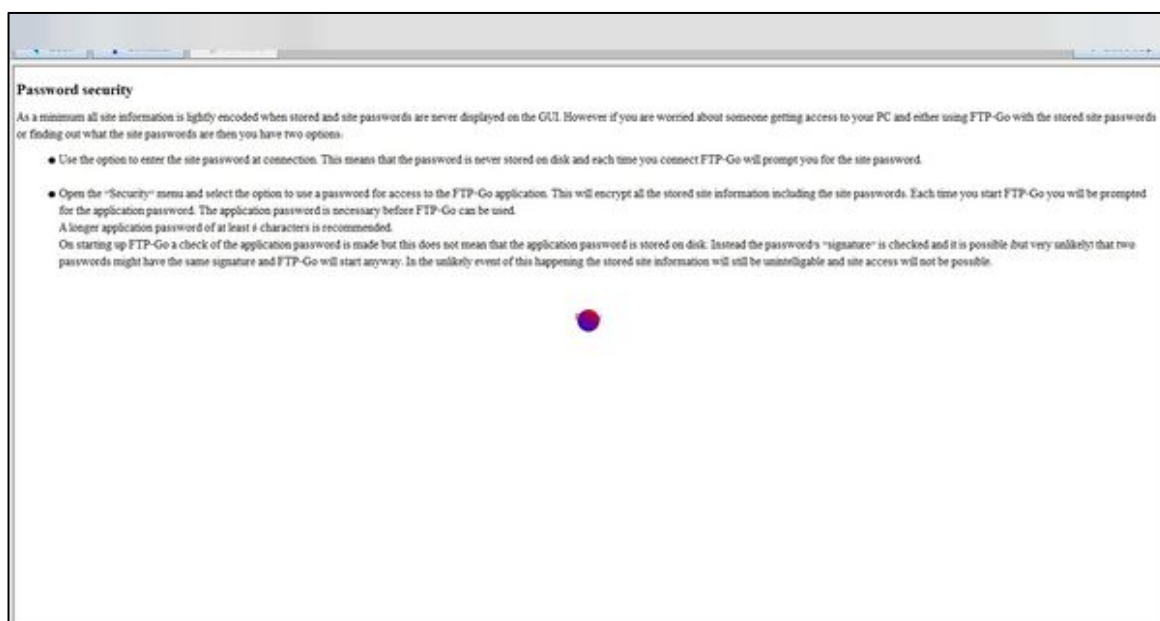 Password security
As a minimum all site information is lightly encoded when stored and site passwords are never displayed on the GUI. However if you are worried about someone getting access to your PC and either using FTP-Go with the stored site passwords
or finding out what the site passwords are then you have two options:
● Use the option to enter the site password at connection. This means that the password is never stored on disk and each time you connect FTP-Go will prompt you for the site password.
● Open the "Security" menu and select the option to use a password for access to the FTP-Go application. This will encrypt all the stored site information including the site passwords. Each time you start FTP-Go you will be prompted
for the application password. The application password is necessary before FTP-Go can be used.
A longer application password of at least characters is recommended.
On starting up FTP-Go a check of the application password is made but this does not mean that the application password is stored on disk. Instead the password's "signature" is checked and it is possible (but very unlikely) that two
passwords might have the same signature and FTP-Go will start anyway. In the unlikely event of this happening the stored site information will still be unintelligable and site access will not be possible.